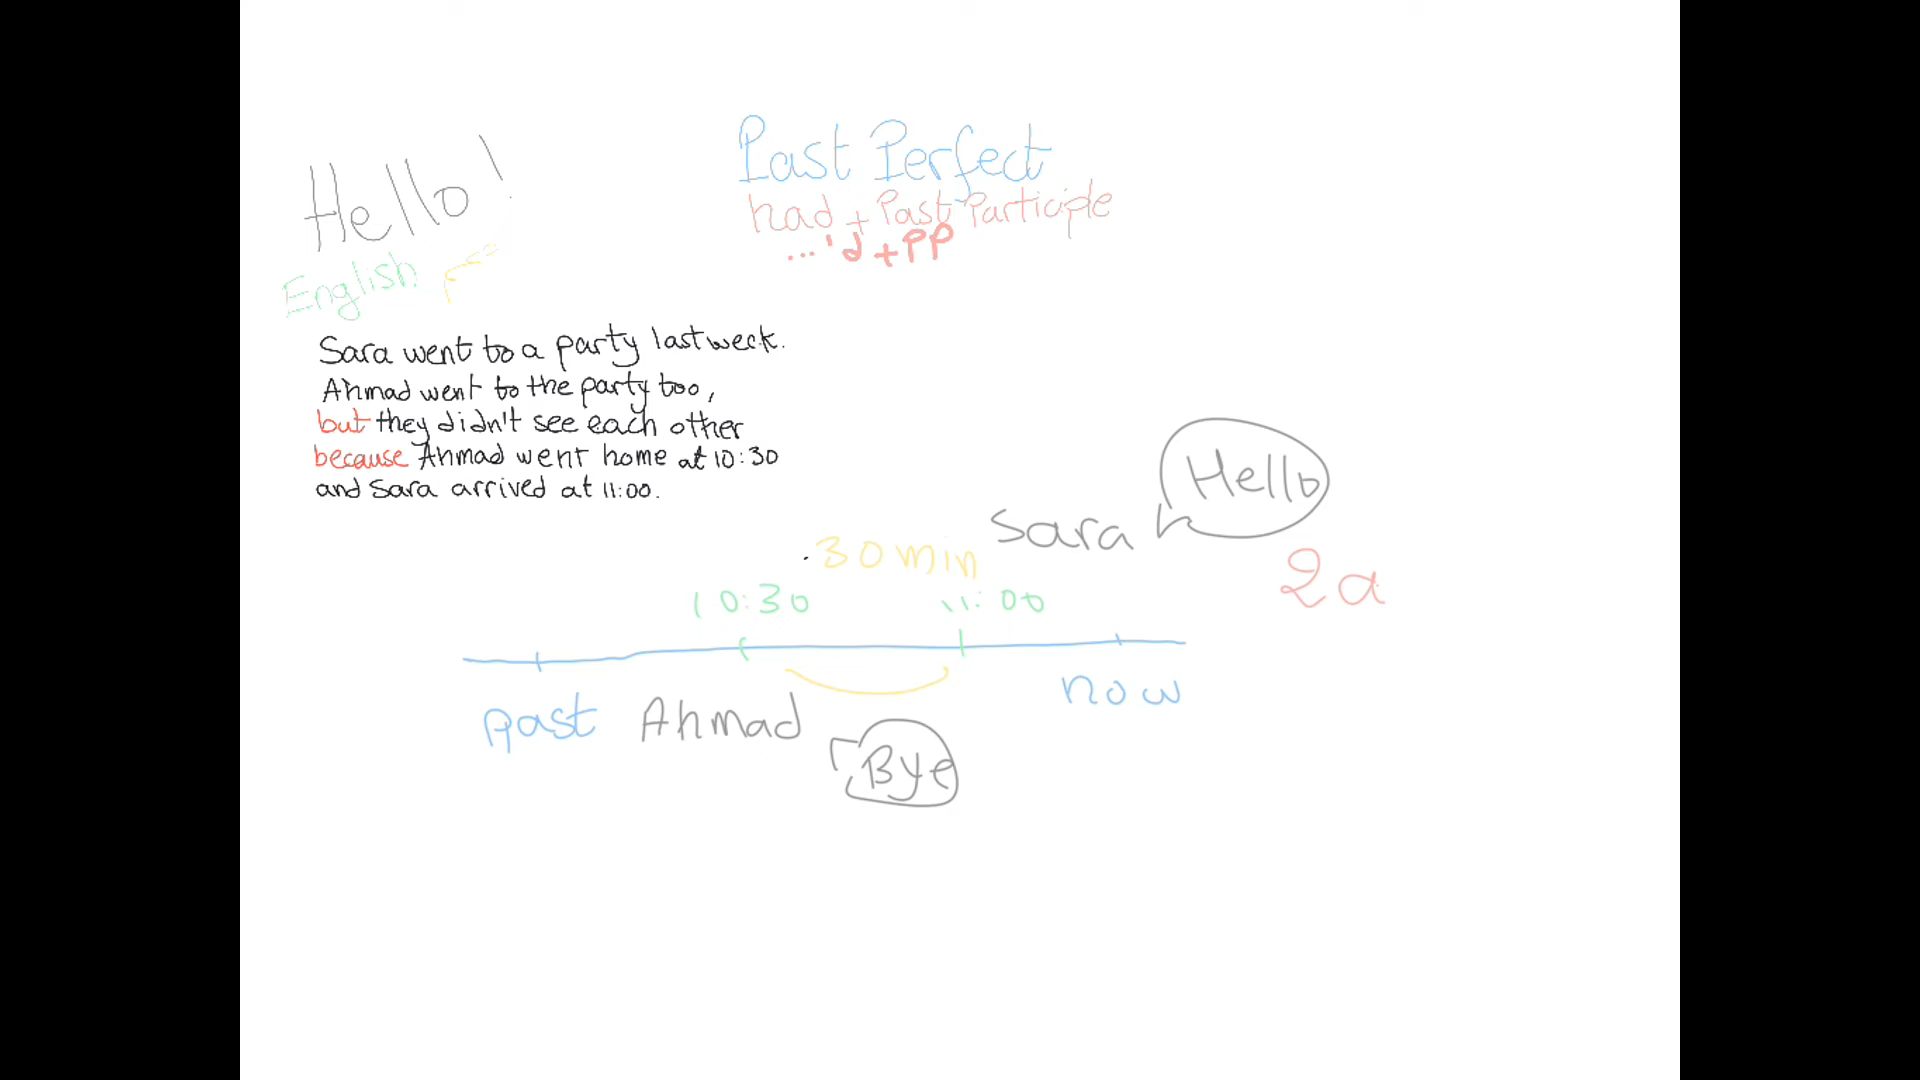 Hello!
English
Past Perfect
had + Past Participle
...'d + PP
Sara went to a party last week.
Ahmad went to the party too,
but they didn't see each other
because Ahmad went home at 10:30
and Sara arrived at 11:00.
Hello
Sara
30 min
2a
10:30
11:00
past
Ahmad
now
Bye